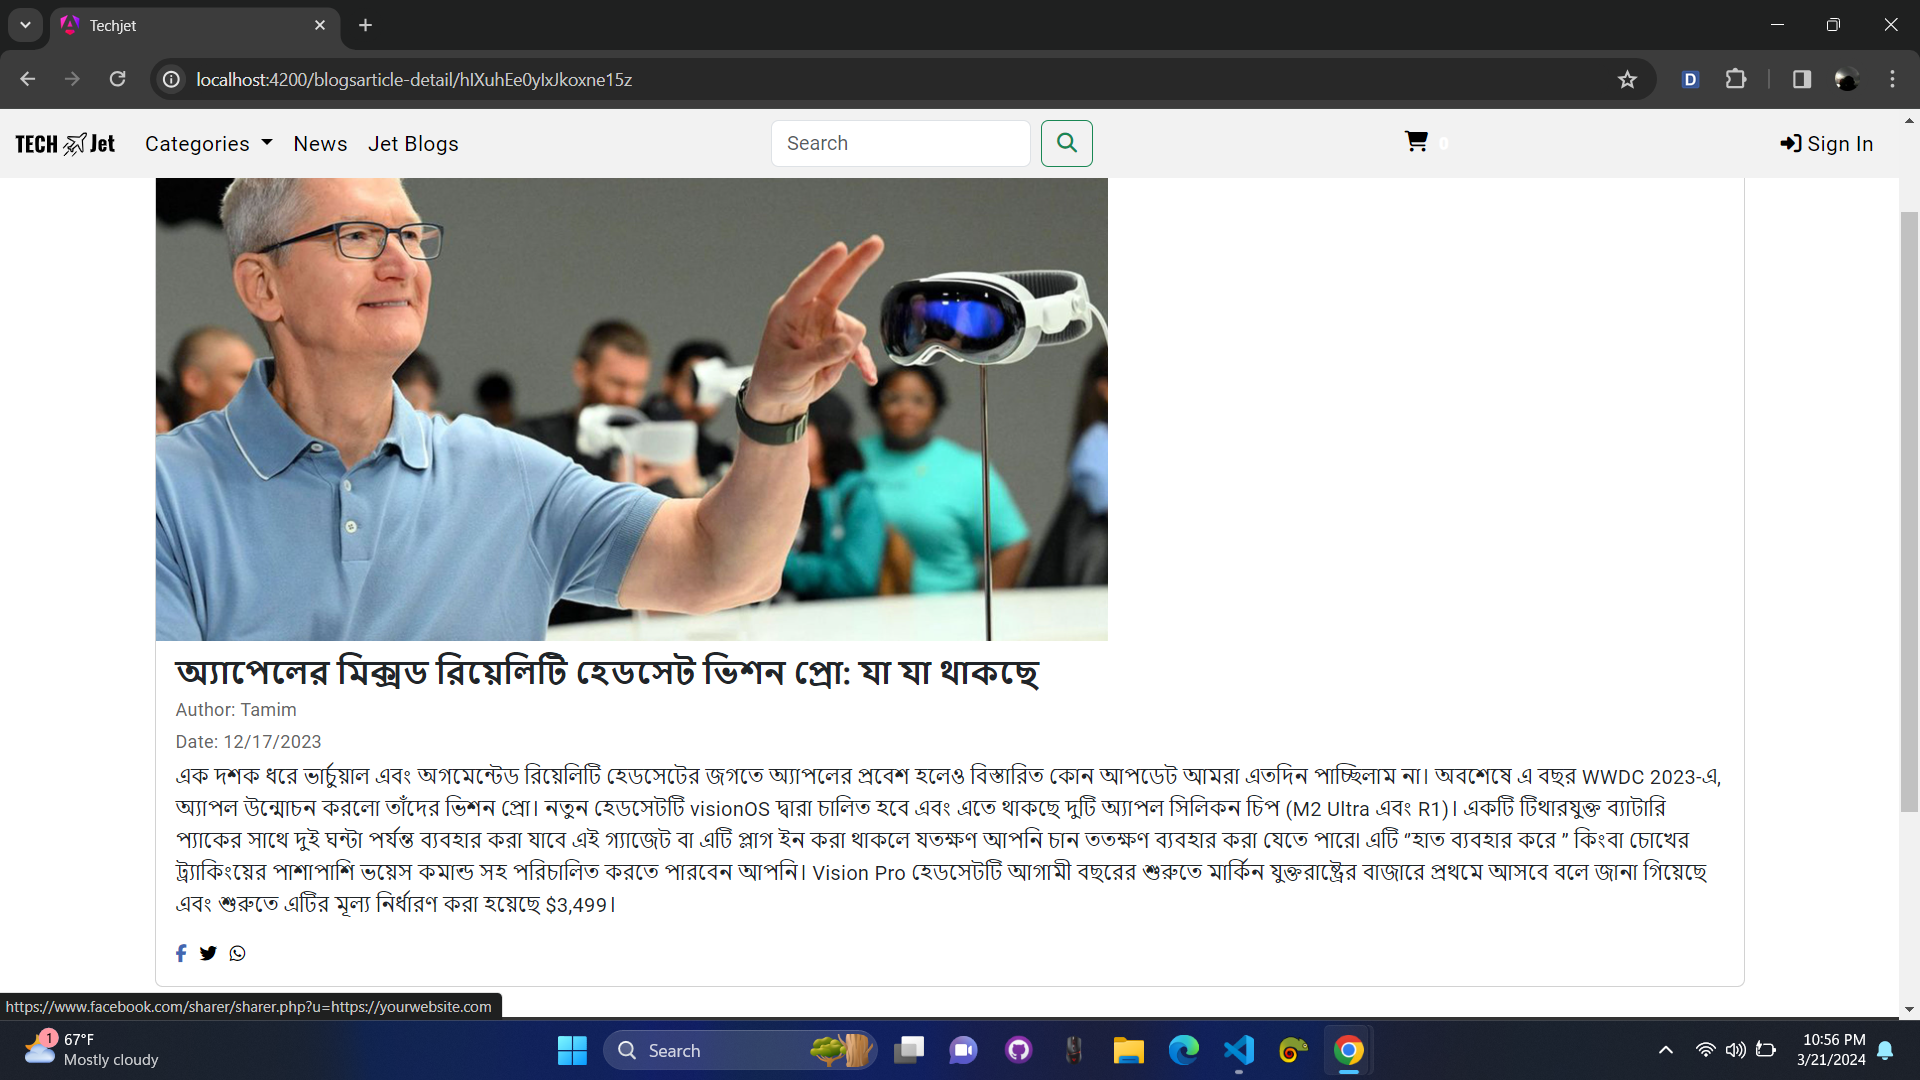 Techjet
localhost:4200/blogsarticle-detail/hIXuhEe0yIxJkoxne15z
TECH Jet
Categories
News
Jet Blogs
Search
0
Sign In
অ্যাপেলের মিক্সড রিয়েলিটি হেডসেট ভিশন প্রো: যা যা থাকছে
Author: Tamim
Date: 12/17/2023
এক দশক ধরে ভার্চুয়াল এবং অগমেন্টেড রিয়েলিটি হেডসেটের জগতে অ্যাপলের প্রবেশ হলেও বিস্তারিত কোন আপডেট আমরা এতদিন পাচ্ছিলাম না। অবশেষে এ বছর WWDC 2023-এ,
অ্যাপল উন্মোচন করলো তাঁদের ভিশন প্রো। নতুন হেডসেটটি visionOS দ্বারা চালিত হবে এবং এতে থাকছে দুটি অ্যাপল সিলিকন চিপ (M2 Ultra এবং R1)। একটি টিথারযুক্ত ব্যাটারি
প্যাকের সাথে দুই ঘন্টা পর্যন্ত ব্যবহার করা যাবে এই গ্যাজেট বা এটি প্লাগ ইন করা থাকলে যতক্ষণ আপনি চান ততক্ষণ ব্যবহার করা যেতে পারে। এটি “হাত ব্যবহার করে ” কিংবা চোখের
ট্র্যাকিংয়ের পাশাপাশি ভয়েস কমান্ড সহ পরিচালিত করতে পারবেন আপনি। Vision Pro হেডসেটটি আগামী বছরের শুরুতে মার্কিন যুক্তরাষ্ট্রের বাজারে প্রথমে আসবে বলে জানা গিয়েছে
এবং শুরুতে এটির মূল্য নির্ধারণ করা হয়েছে $3,499।
https://www.facebook.com/sharer/sharer.php?u=https://yourwebsite.com
1
67°F
Mostly cloudy
Search
10:56 PM
3/21/2024